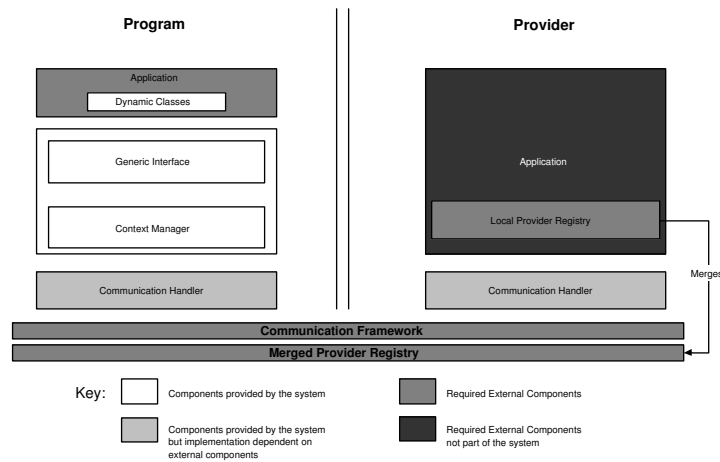 Program
Provider
Application
Dynamic Classes
Generic Interface
Application
Context Manager
Local Provider Registry
Merges
Communication Handler
Communication Handler
Communication Framework
Merged Provider Registry
Key:
Components provided by the system
Required External Components
Components provided by the system
but implementation dependent on
external components
Required External Components
not part of the system